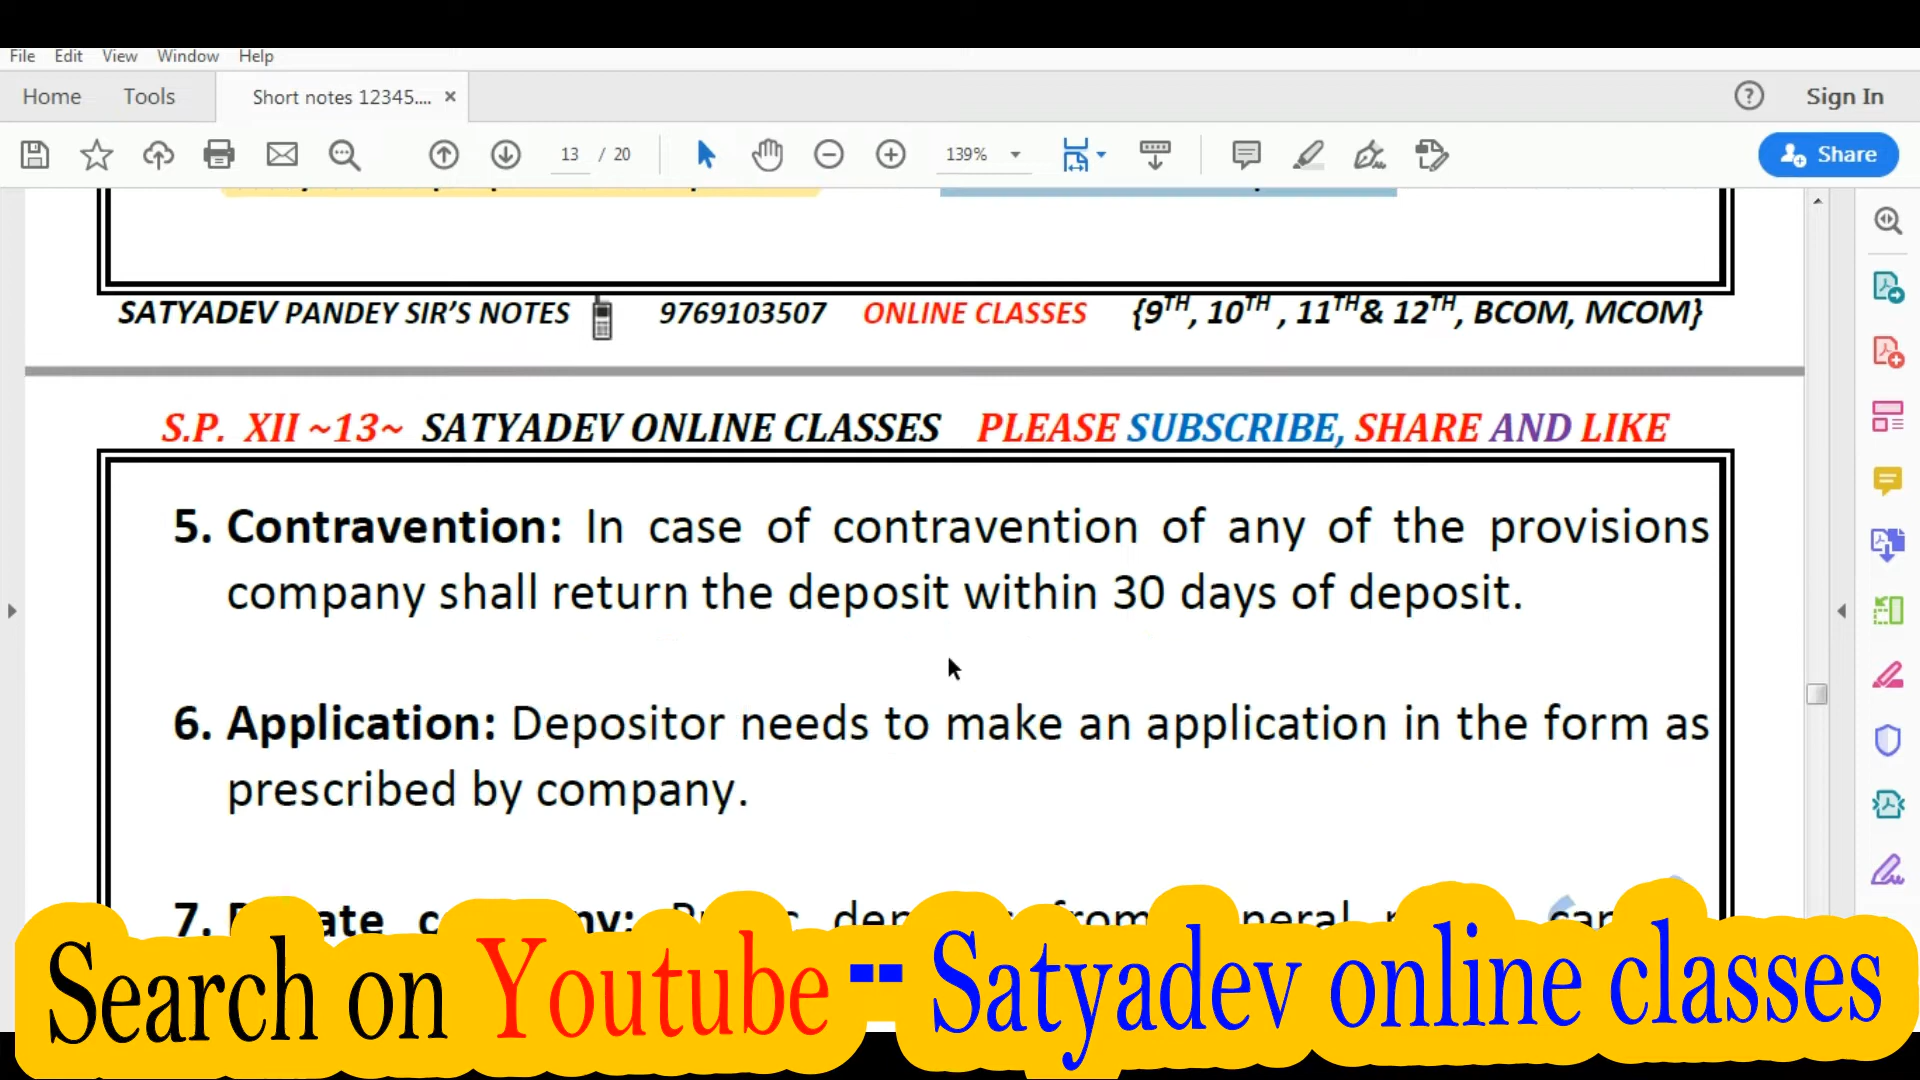 File Edit View Window Help
Home Tools Short notes 12345.... × ? Sign In
13 / 20 139% Share
SATYADEV PANDEY SIR'S NOTES 9769103507 ONLINE CLASSES {9TH, 10TH , 11TH& 12TH, BCOM, MCOM}
S.P. XII ~13~ SATYADEV ONLINE CLASSES PLEASE SUBSCRIBE, SHARE AND LIKE
5. Contravention: In case of contravention of any of the provisions
company shall return the deposit within 30 days of deposit.
6. Application: Depositor needs to make an application in the form as
prescribed by company.
7.
Search on Youtube -- Satyadev online classes